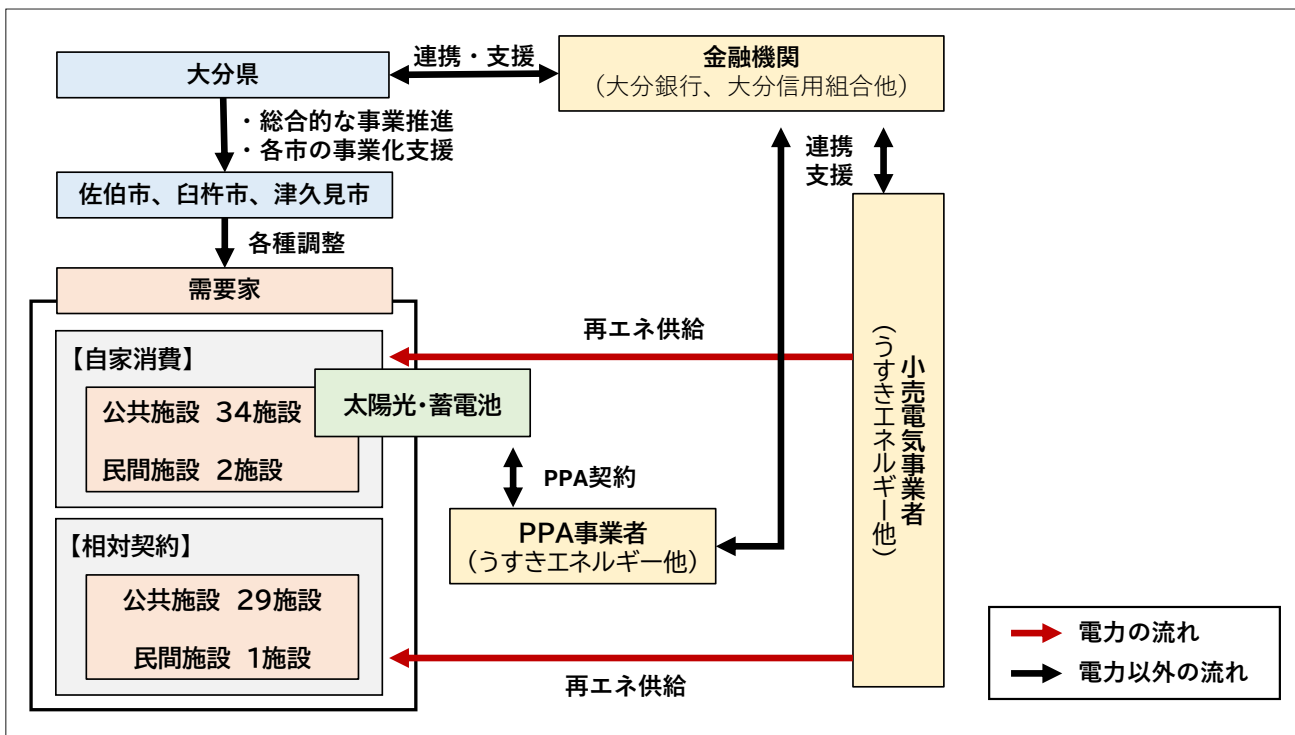 大分県
連携・支援
金融機関
(大分銀行、大分信用組合他)
・総合的な事業推進
・各市の事業化支援
連携
支援
佐伯市、臼杵市、津久見市
各種調整
需要家
【自家消費】
公共施設 34施設
民間施設 2施設
太陽光・蓄電池
再エネ供給
PPA契約
PPA事業者
(うすきエネルギー他)
小売電気事業者
(うすきエネルギー他)
【相対契約】
公共施設 29施設
民間施設 1施設
再エネ供給
電力の流れ
電力以外の流れ